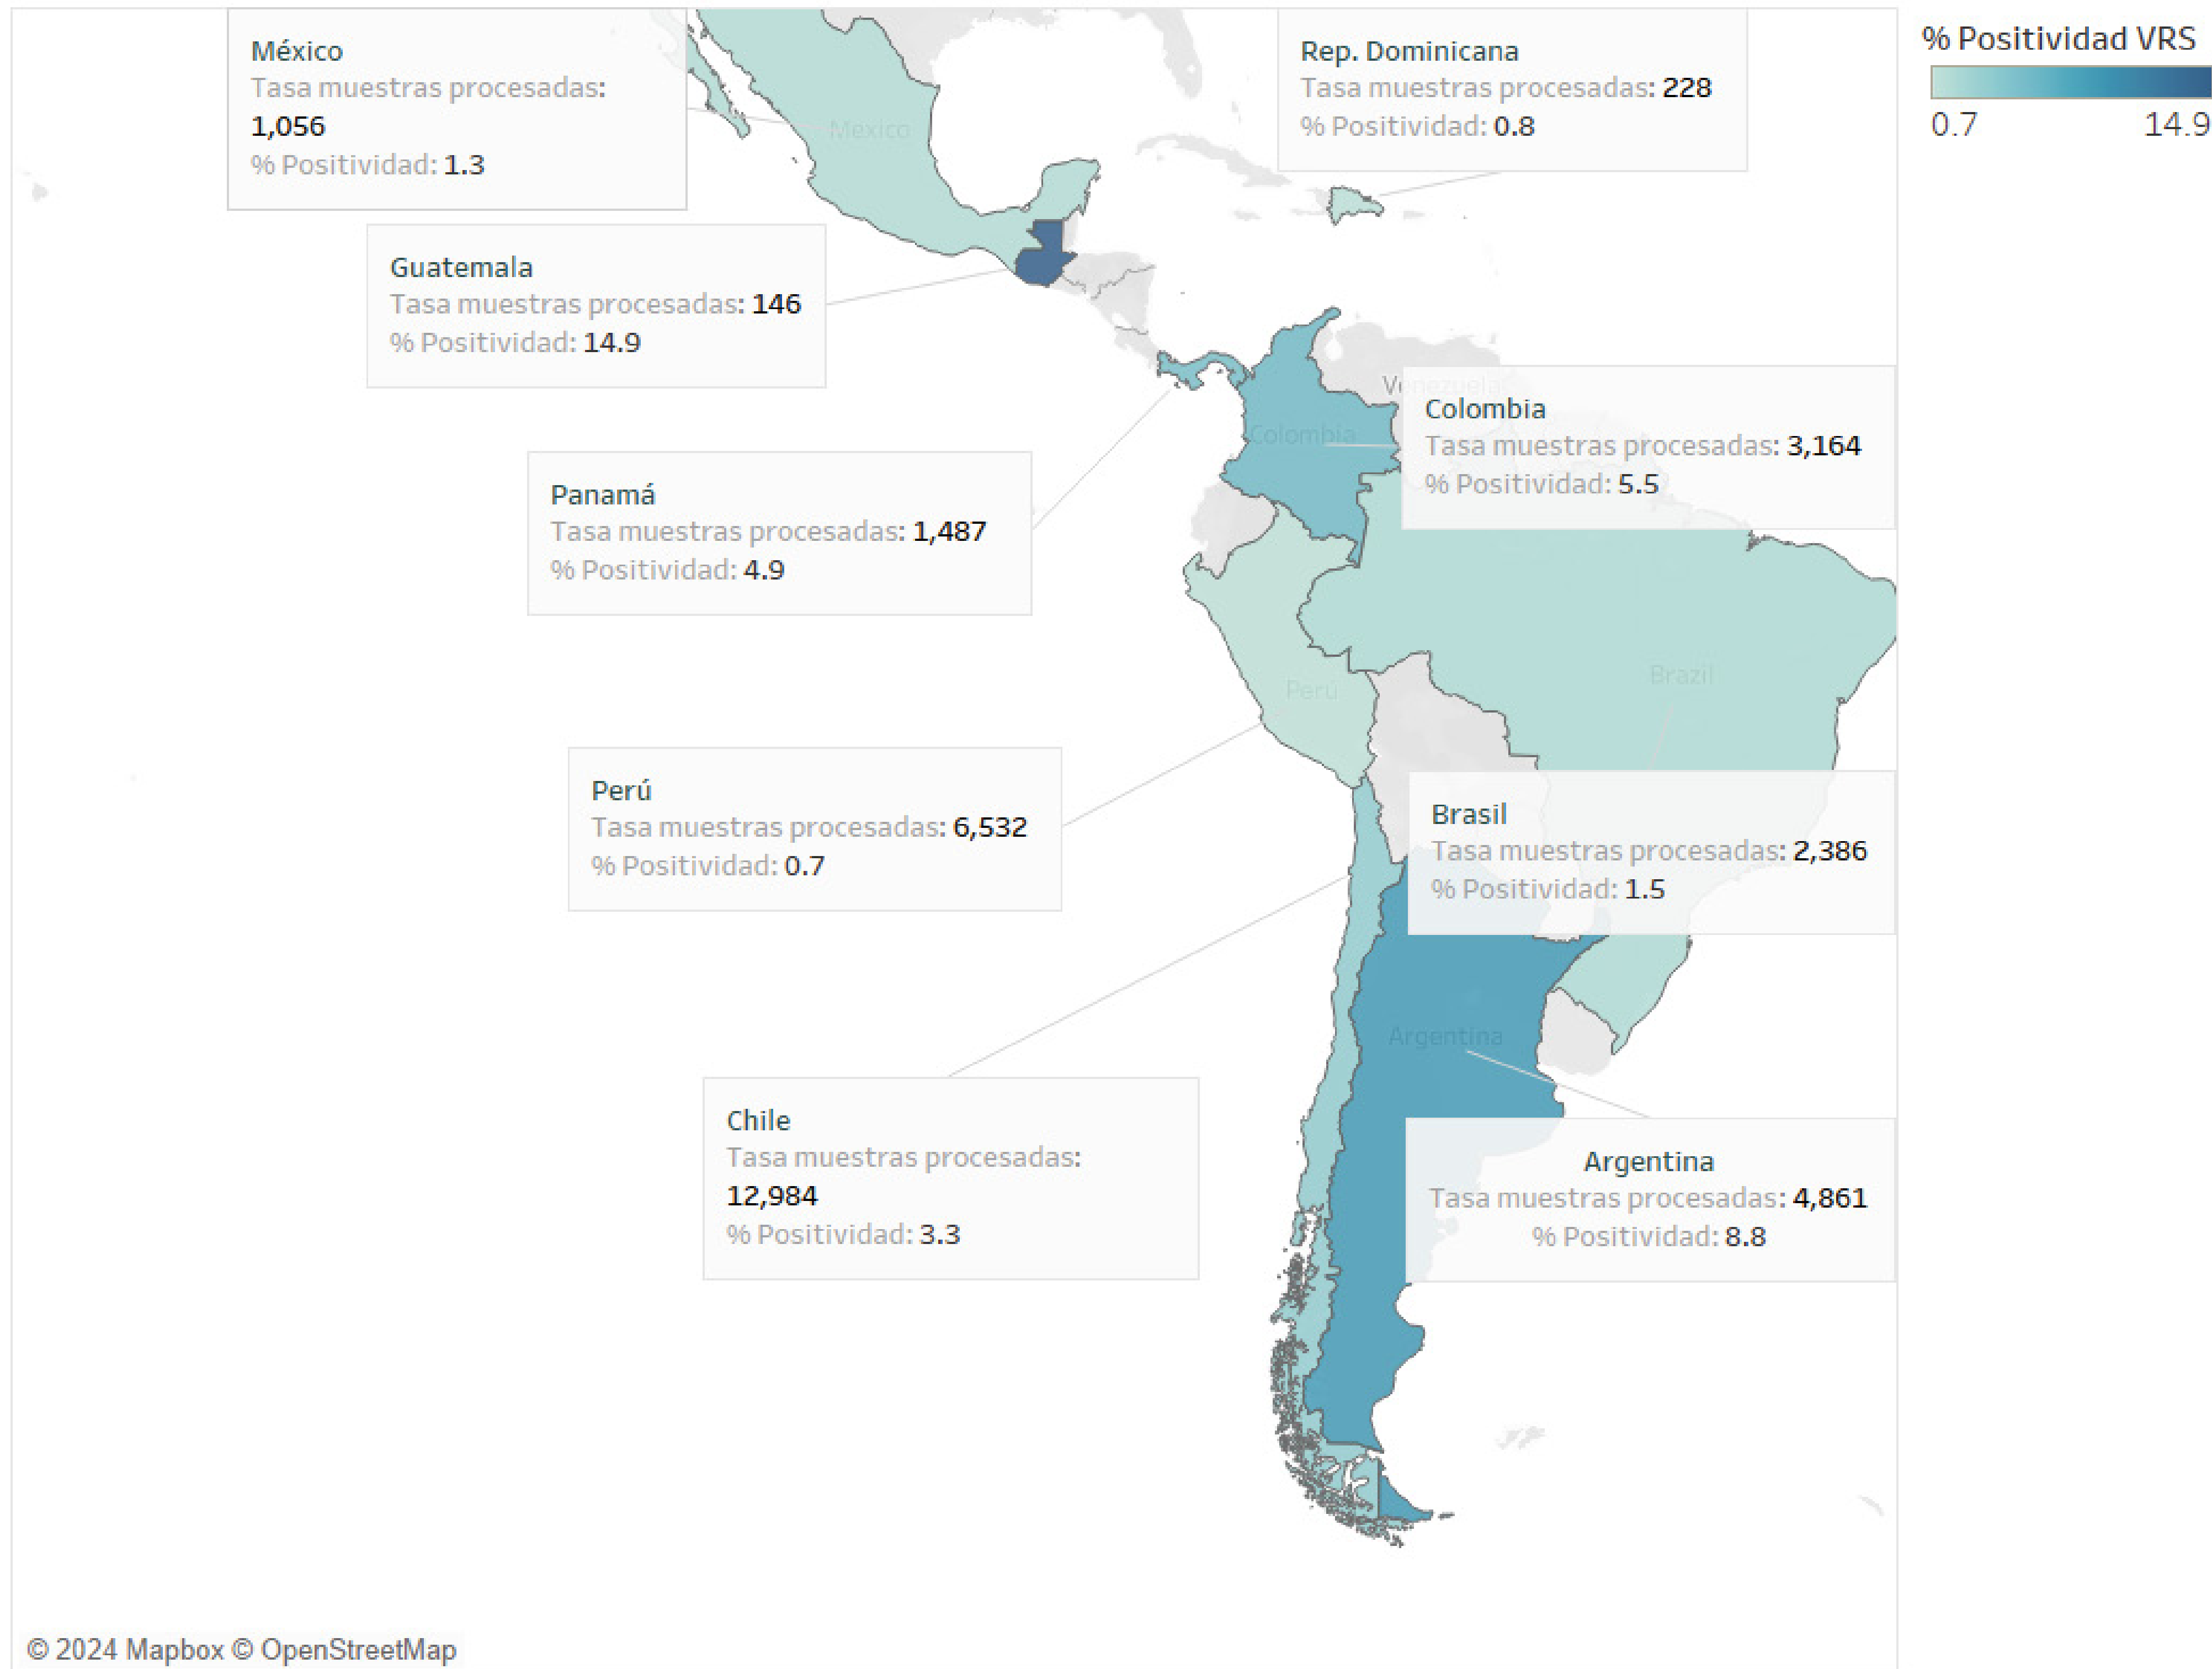 México
Tasa muestras procesadas:
1,056
% Positividad: 1.3
Mexico
Rep. Dominicana
Tasa muestras procesadas: 228
% Positividad: 0.8
% Positividad VRS
0.7 14.9
Guatemala
Tasa muestras procesadas: 146
% Positividad: 14.9
Venezuela
Colombia
Colombia
Tasa muestras procesadas: 3,164
% Positividad: 5.5
Panamá
Tasa muestras procesadas: 1,487
% Positividad: 4.9
Brazil
Perú
Perú
Tasa muestras procesadas: 6,532
% Positividad: 0.7
Brasil
Tasa muestras procesadas: 2,386
% Positividad: 1.5
Argentina
Chile
Tasa muestras procesadas:
12,984
% Positividad: 3.3
Argentina
Tasa muestras procesadas: 4,861
% Positividad: 8.8
© 2024 Mapbox © OpenStreetMap